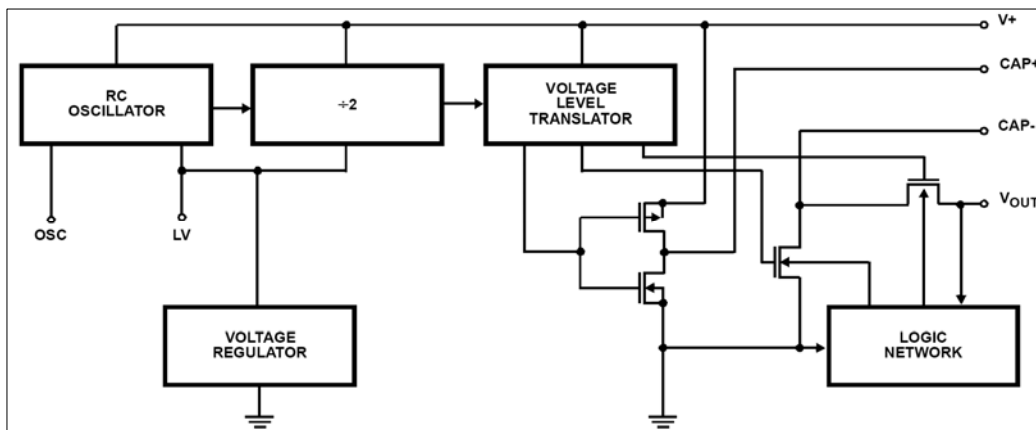 V+
CAP+
CAP-
RC
OSCILLATOR
÷2
VOLTAGE
LEVEL
TRANSLATOR
VOUT
OSC
LV
VOLTAGE
REGULATOR
LOGIC
NETWORK